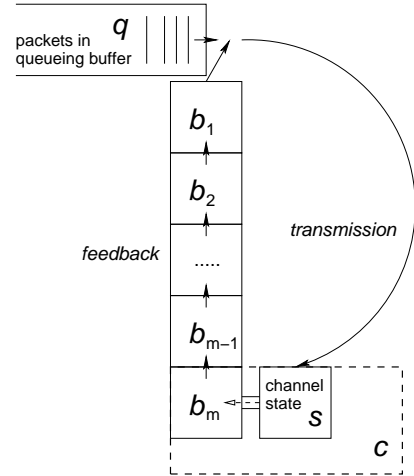 packets in q
queueing buffer
b1
b2
feedback
transmission
.....
bm−1
bm
channel
state
s
c